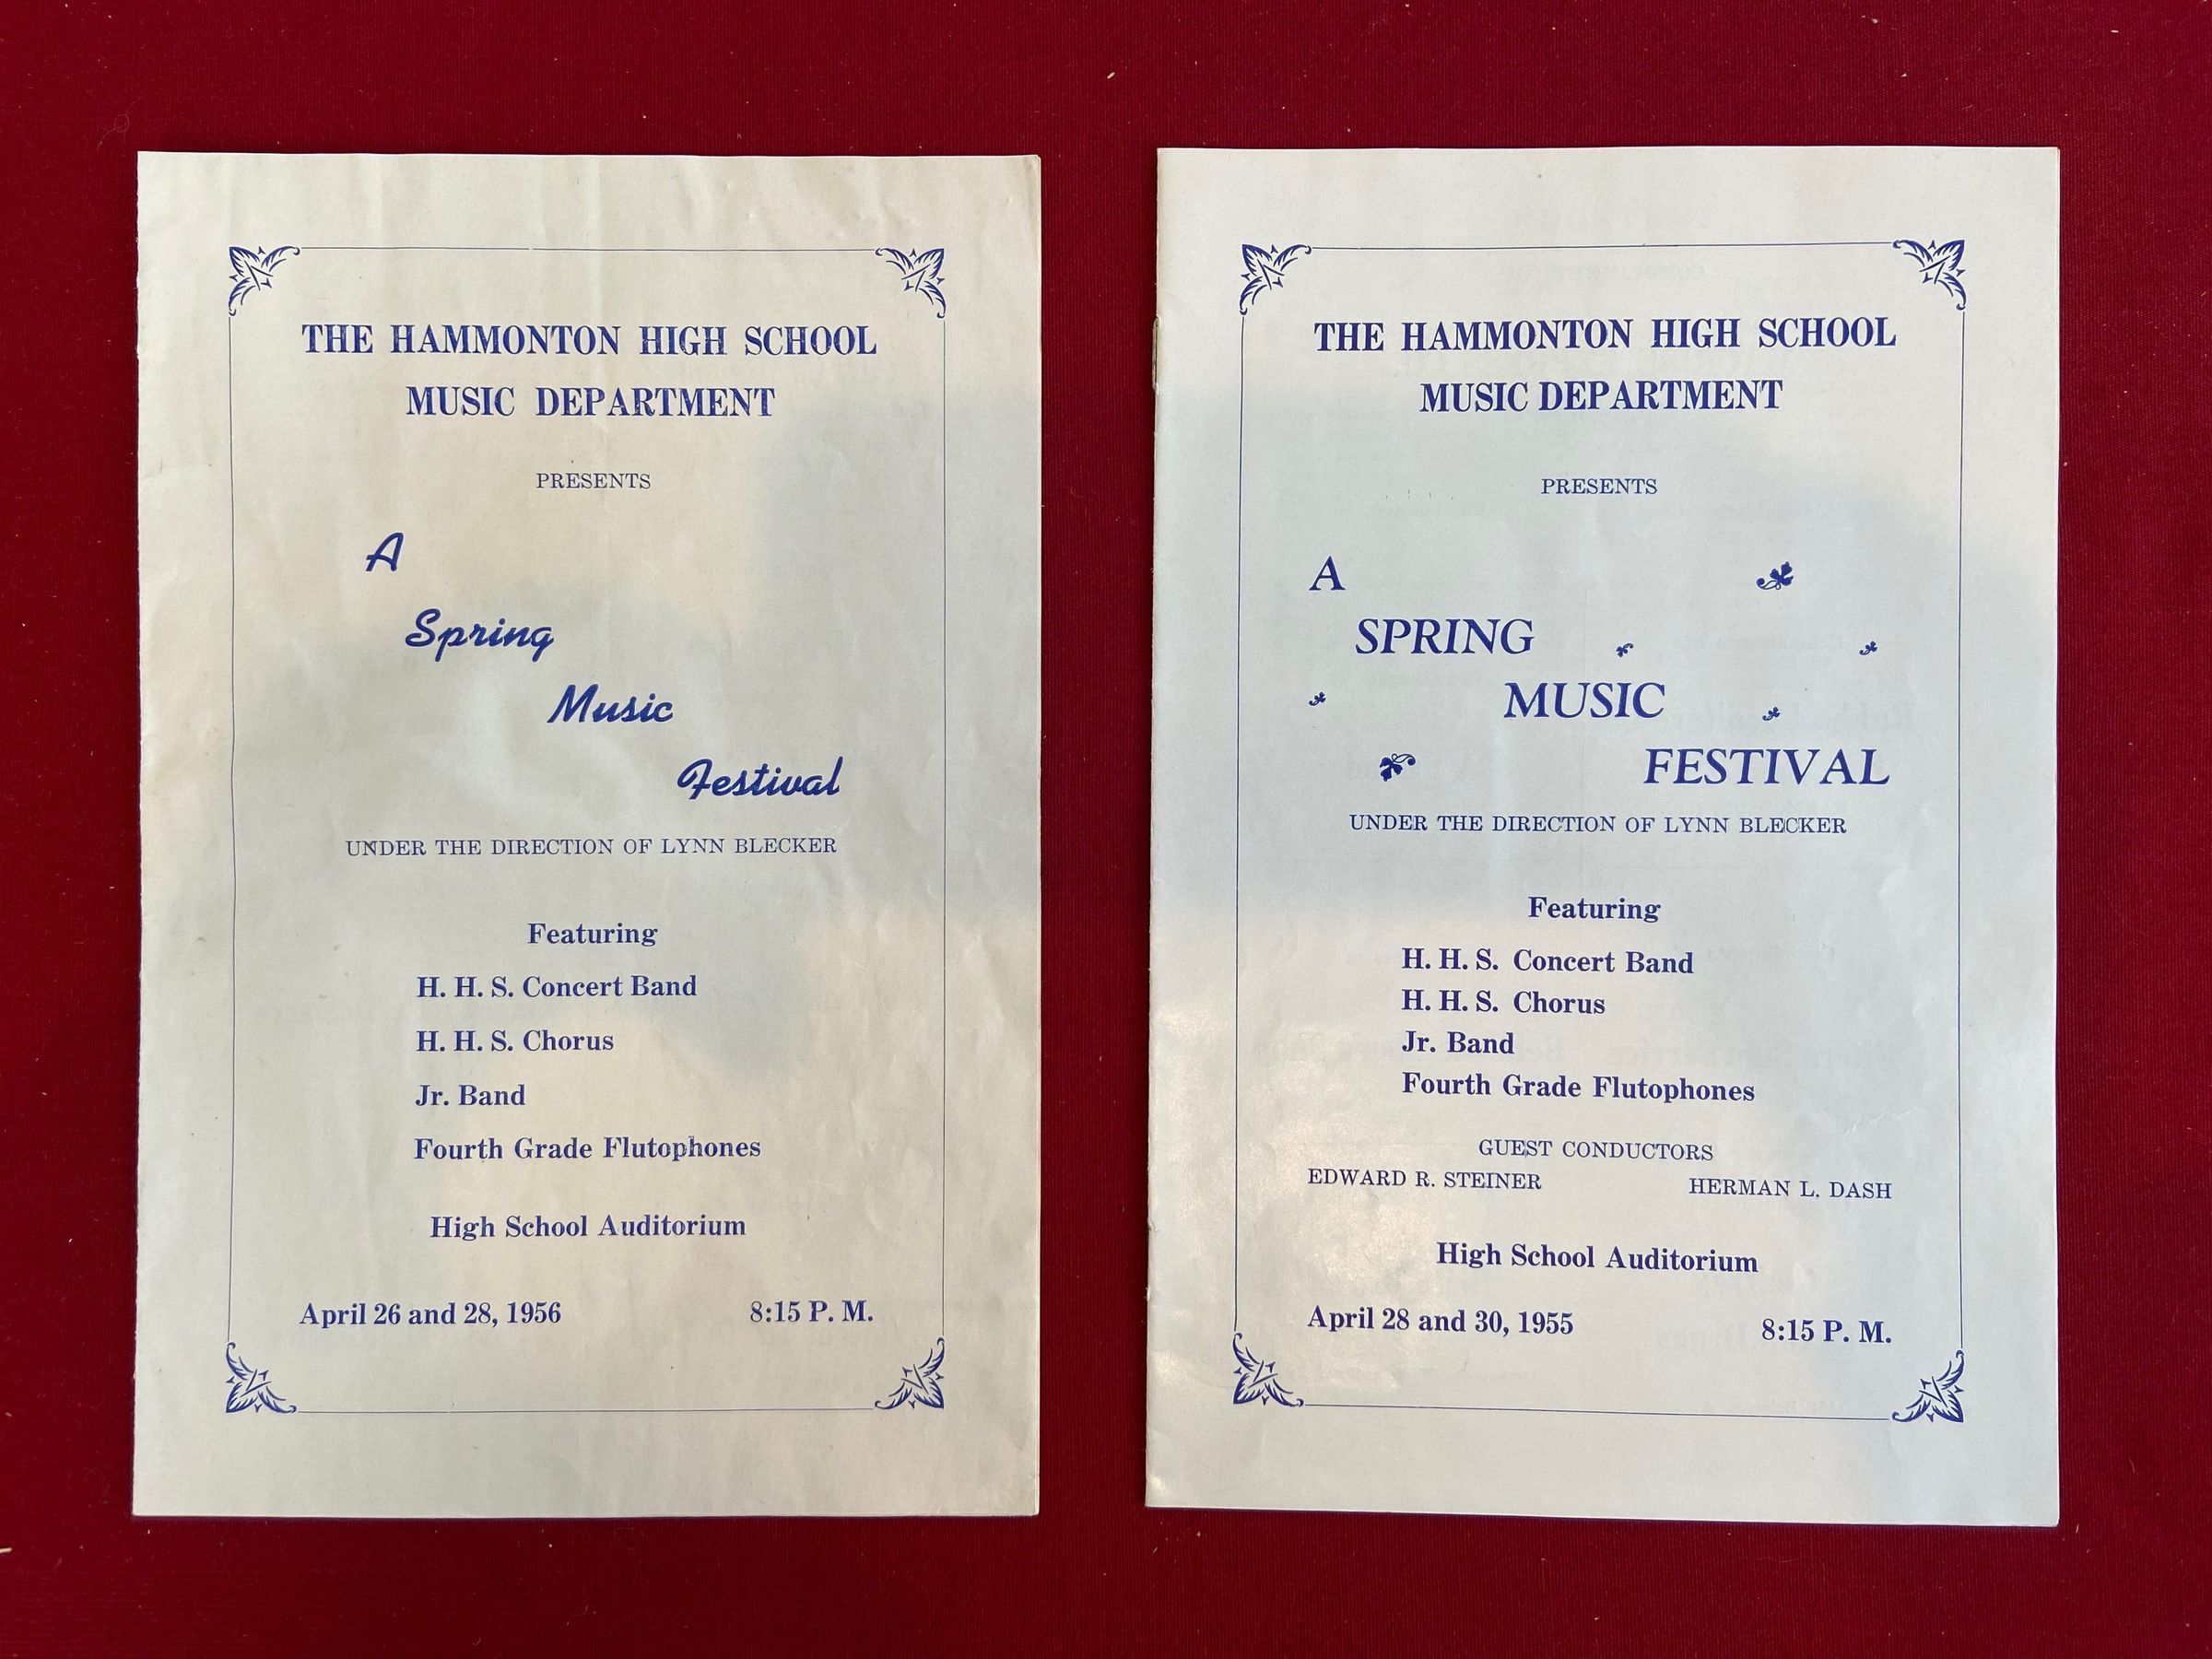 THE HAMMONTON HIGH SCHOOL
MUSIC DEPARTMENT
PRESENTS
A
Spring
Music
Festival
UNDER THE DIRECTION OF LYNN BLECKER
Featuring
H. H. S. Concert Band
H. H. S. Chorus
Jr. Band
Fourth Grade Flutophones
High School Auditorium
April 26 and 28, 1956 8:15 P. M.
THE HAMMONTON HIGH SCHOOL
MUSIC DEPARTMENT
PRESENTS
A
SPRING
MUSIC
FESTIVAL
UNDER THE DIRECTION OF LYNN BLECKER
Featuring
H. H. S. Concert Band
H. H. S. Chorus
Jr. Band
Fourth Grade Flutophones
GUEST CONDUCTORS
EDWARD R. STEINER HERMAN L. DASH
High School Auditorium
April 28 and 30, 1955 8:15 P. M.